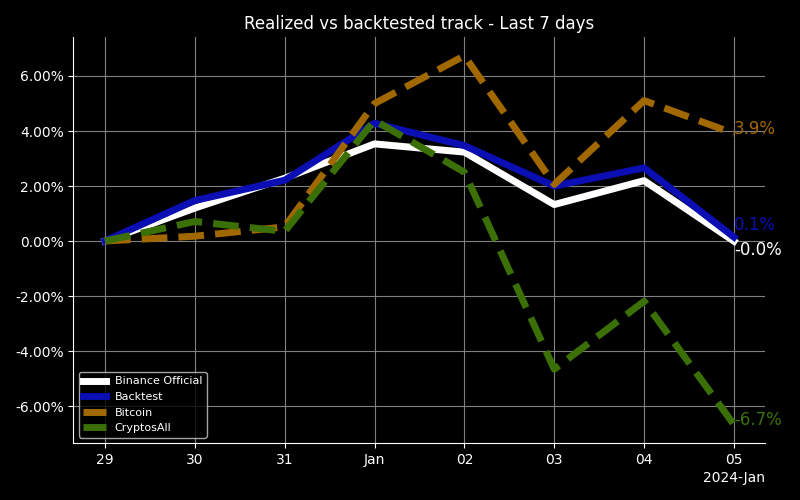 Realized vs backtested track - Last 7 days
6.00%
4.00%
2.00%
0.00%
-2.00%
-4.00%
-6.00%
3.9%
0.1%
-0.0%
-6.7%
Binance Official
Backtest
Bitcoin
CryptosAll
29 30 31 Jan 02 03 04 05
2024-Jan